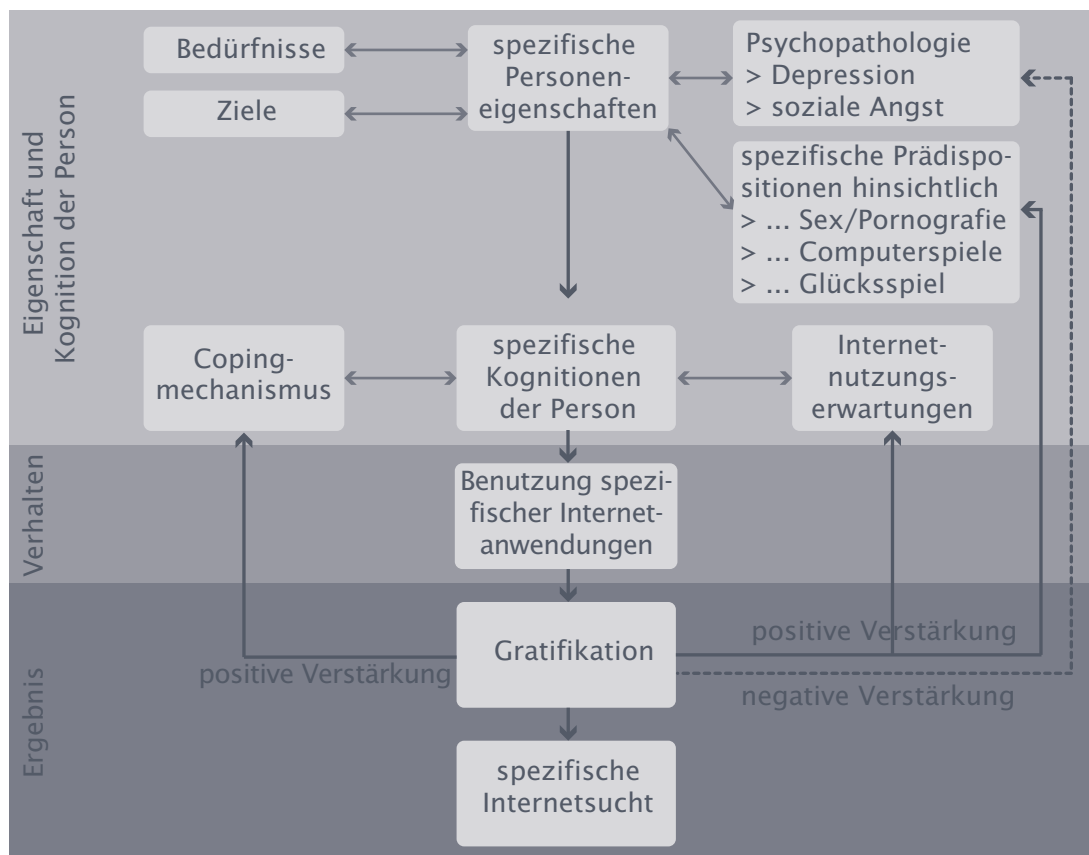 Eigenschaft und
Kognition der Person
Bedürfnisse
Ziele
spezifische
Personen-
eigenschaften
Psychopathologie
> Depression
> soziale Angst
spezifische Prädispo-
sitionen hinsichtlich
> ... Sex/Pornografie
> ... Computerspiele
> ... Glücksspiel
Coping-
mechanismus
spezifische
Kognitionen
der Person
Internet-
nutzungs-
erwartungen
Verhalten
Benutzung spezi-
fischer Internet-
anwendungen
Ergebnis
Gratifikation
positive Verstärkung
positive Verstärkung
negative Verstärkung
spezifische
Internetsucht